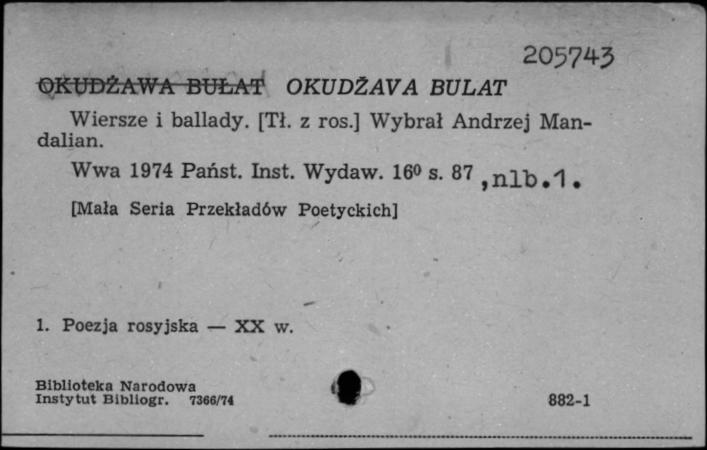 205743
OKUDŻAWA BUŁAT OKUDŽAVA BULAT
Wiersze i ballady. [Tł. z ros.] Wybrał Andrzej Man-
dalian.
Wwa 1974 Państ. Inst. Wydaw. 16⁰ s. 87 ,nlb.1.
[Mała Seria Przekładów Poetyckich]
1. Poezja rosyjska — XX w.
Biblioteka Narodowa
Instytut Bibliogr. 7366/74 882-1